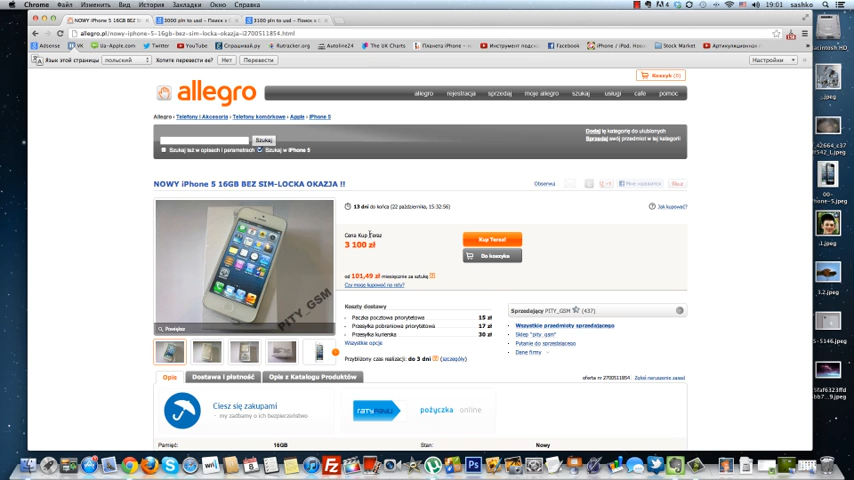 Chrome Файл Изменить Вид История Закладки Окно Справка
19:01 sashko
NOWY iPhone 5 16GB BEZ S
3000 pln to usd – Поиск в
3100 pln to usd – Поиск в
allegro.pl/nowy-iphone-5-16gb-bez-sim-locka-okazja-i2700511854.html
Adsense
VK
Ua-Apple.com
Twitter
YouTube
Спрашивай.ру
Rutracker.org
Autoline24
The UK Charts
Facebook
Stock Market
Язык этой страницы польский Хотите перевести ее? Нет Перевести
Настройки
Koszyk (0)
allegro
allegro rejestracja sprzedaj moje allegro szukaj usługi cafe pomoc
Allegro
Telefony i Akcesoria
Telefony komórkowe
Apple
iPhone 5
Szukaj
Szukaj też w opisach i parametrach Szukaj w iPhone 5
Dodaj tę kategorię do ulubionych
Sprzedaj swój przedmiot w tej kategorii
NOWY iPhone 5 16GB BEZ SIM-LOCKA OKAZJA !!
Obserwuj
13 dni do końca (22 października, 15:32:56)
Jak kupować?
Cena Kup Teraz
3 100 zł
Kup Teraz!
Do koszyka
od 101,49 zł miesięcznie za sztukę
Czy mogę kupować na raty?
PITY_GSM
Powiększ
Koszty dostawy
Paczka pocztowa priorytetowa 15 zł
Przesyłka pobraniowa priorytetowa 17 zł
Przesyłka kurierska 30 zł
Wszystkie opcje
Przybliżony czas realizacji: do 3 dni (szczegóły)
Sprzedający PITY_GSM (437)
Wszystkie przedmioty sprzedającego
Sklep "pity_gsm"
Pytanie do sprzedającego
Dane firmy
Opis
Dostawa i płatność
Opis z Katalogu Produktów
oferta nr 2700511854
Zgłoś naruszenie zasad
Ciesz się zakupami
– my zadbamy o ich bezpieczeństwo
pożyczka online
Pamięć: 16GB Stan: Nowy